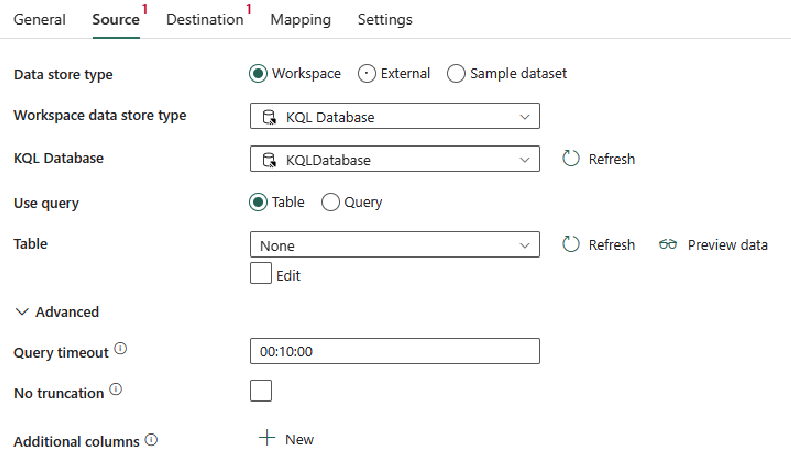 General Source 1 Destination 1 Mapping Settings
Data store type Workspace External Sample dataset
Workspace data store type KQL Database
KQL Database KQLDatabase Refresh
Use query Table Query
Table None Refresh Preview data
Edit
Advanced
Query timeout 00:10:00
No truncation
Additional columns New